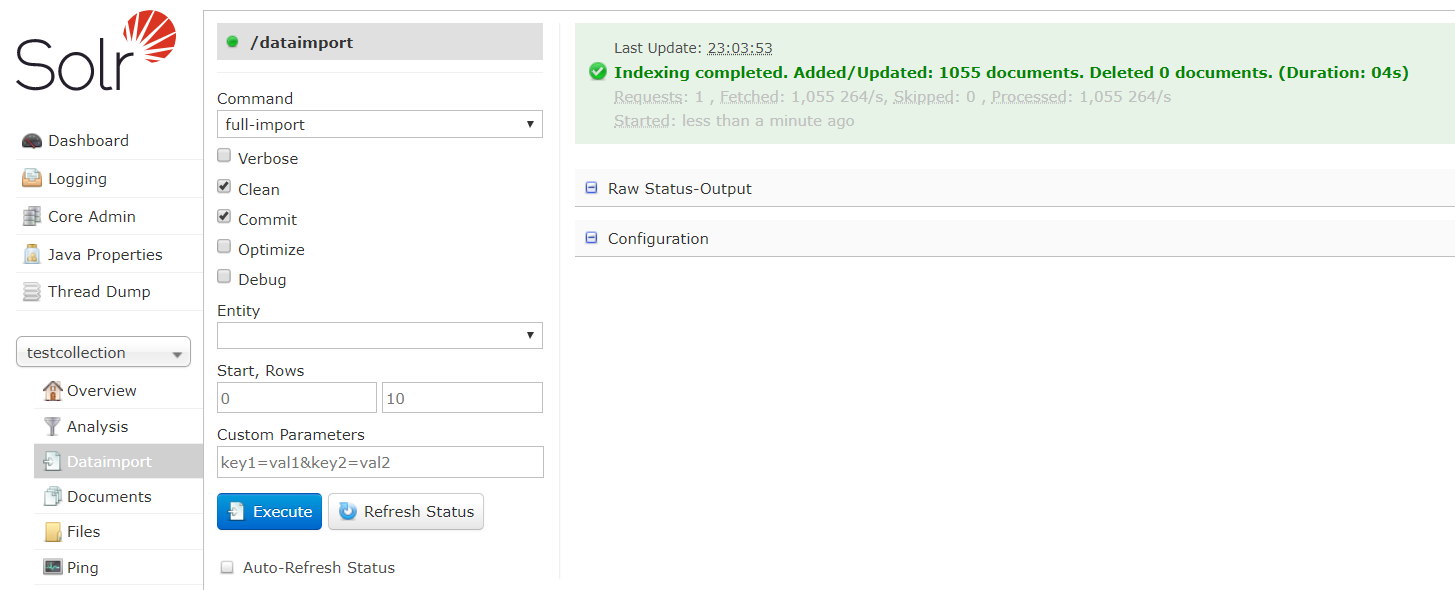 Solr
Dashboard
Logging
Core Admin
Java Properties
Thread Dump
testcollection
Overview
Analysis
Dataimport
Documents
Files
Ping
/dataimport
Command
full-import
Verbose
Clean
Commit
Optimize
Debug
Entity
Start, Rows
0 10
Custom Parameters
key1=val1&key2=val2
Execute Refresh Status
Auto-Refresh Status
Last Update: 23:03:53
Indexing completed. Added/Updated: 1055 documents. Deleted 0 documents. (Duration: 04s)
Requests: 1 , Fetched: 1,055 264/s, Skipped: 0 , Processed: 1,055 264/s
Started: less than a minute ago
Raw Status-Output
Configuration